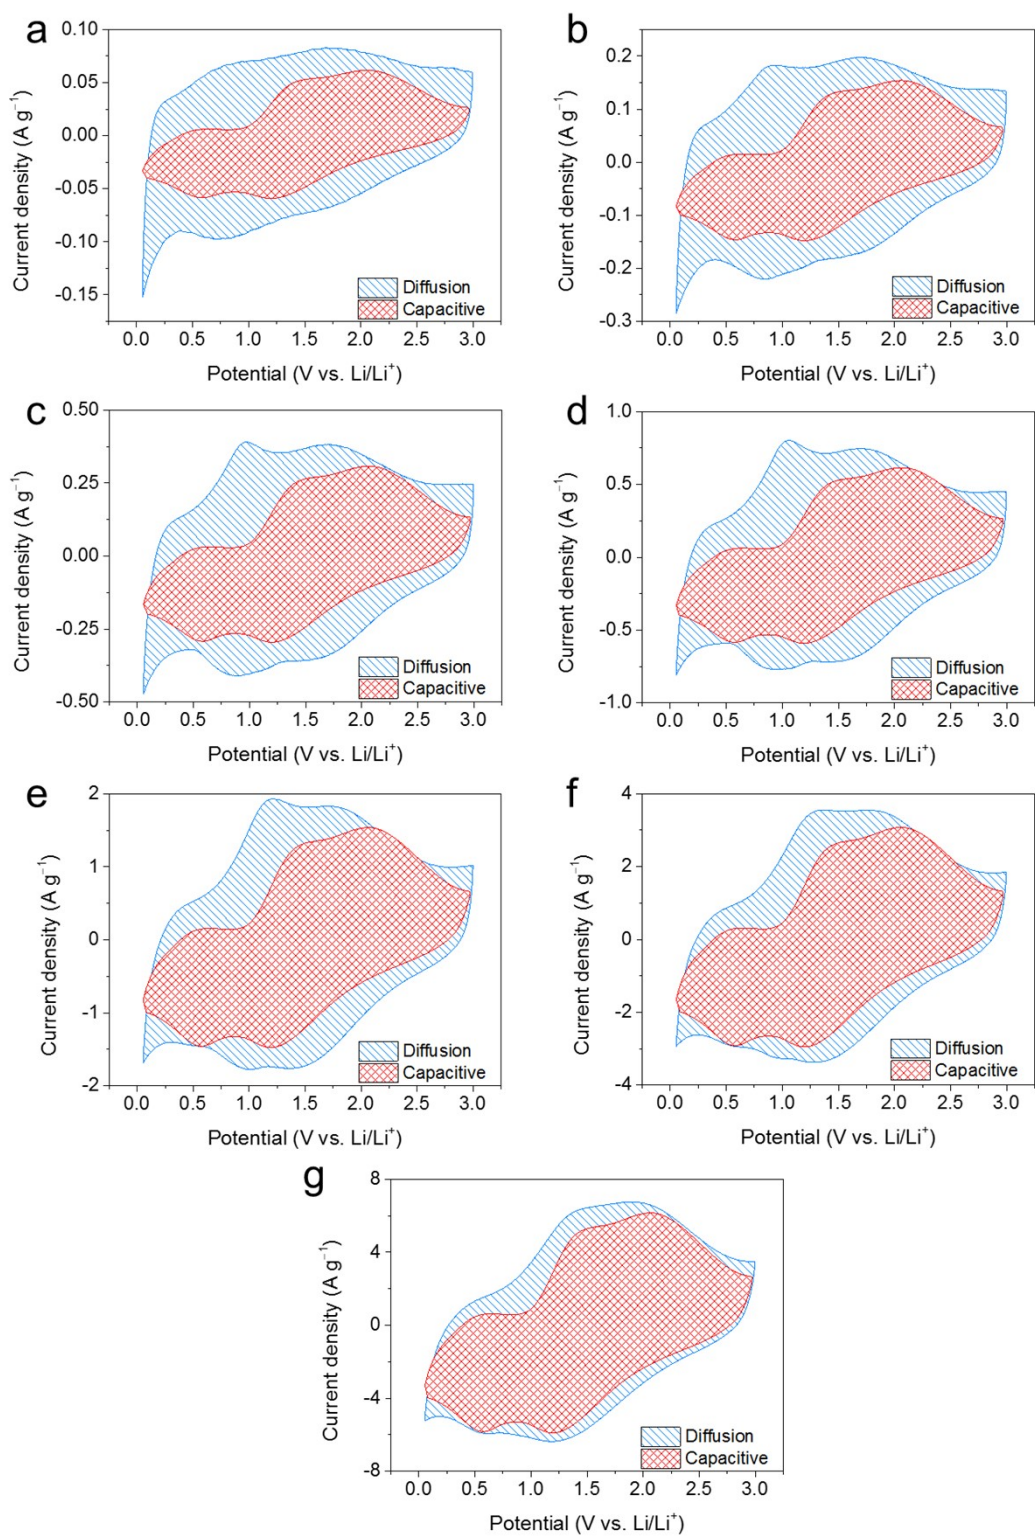 a
0.10
0.05
0.00
-0.05
-0.10
-0.15
Current density (A g⁻¹)
Diffusion
Capacitive
0.0 0.5 1.0 1.5 2.0 2.5 3.0
Potential (V vs. Li/Li⁺)
b
0.2
0.1
0.0
-0.1
-0.2
-0.3
Current density (A g⁻¹)
Diffusion
Capacitive
0.0 0.5 1.0 1.5 2.0 2.5 3.0
Potential (V vs. Li/Li⁺)
c
0.50
0.25
0.00
-0.25
-0.50
Current density (A g⁻¹)
Diffusion
Capacitive
0.0 0.5 1.0 1.5 2.0 2.5 3.0
Potential (V vs. Li/Li⁺)
d
1.0
0.5
0.0
-0.5
-1.0
Current density (A g⁻¹)
Diffusion
Capacitive
0.0 0.5 1.0 1.5 2.0 2.5 3.0
Potential (V vs. Li/Li⁺)
e
2
1
0
-1
-2
Current density (A g⁻¹)
Diffusion
Capacitive
0.0 0.5 1.0 1.5 2.0 2.5 3.0
Potential (V vs. Li/Li⁺)
f
4
2
0
-2
-4
Current density (A g⁻¹)
Diffusion
Capacitive
0.0 0.5 1.0 1.5 2.0 2.5 3.0
Potential (V vs. Li/Li⁺)
g
8
4
0
-4
-8
Current density (A g⁻¹)
Diffusion
Capacitive
0.0 0.5 1.0 1.5 2.0 2.5 3.0
Potential (V vs. Li/Li⁺)